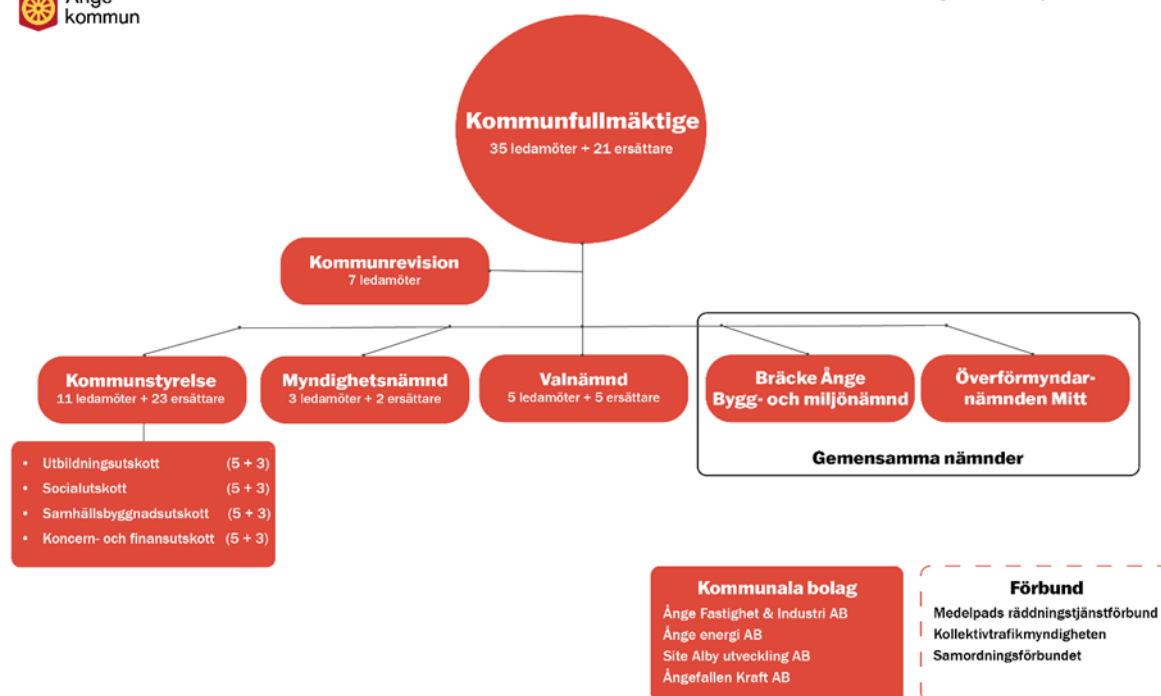 Ånge
kommun
Kommunfullmäktige
35 ledamöter + 21 ersättare
Kommunrevision
7 ledamöter
Kommunstyrelse
11 ledamöter + 23 ersättare
Myndighetsnämnd
3 ledamöter + 2 ersättare
Valnämnd
5 ledamöter + 5 ersättare
Bräcke Ånge
Bygg- och miljönämnd
Överförmyndar-
nämnden Mitt
Gemensamma nämnder
• Utbildningsutskott (5 + 3)
• Socialutskott (5 + 3)
• Samhällsbyggnadsutskott (5 + 3)
• Koncern- och finansutskott (5 + 3)
Kommunala bolag
Ånge Fastighet & Industri AB
Ånge energi AB
Site Alby utveckling AB
Ångefallen Kraft AB
Förbund
Medelpads räddningstjänstförbund
Kollektivtrafikmyndigheten
Samordningsförbundet